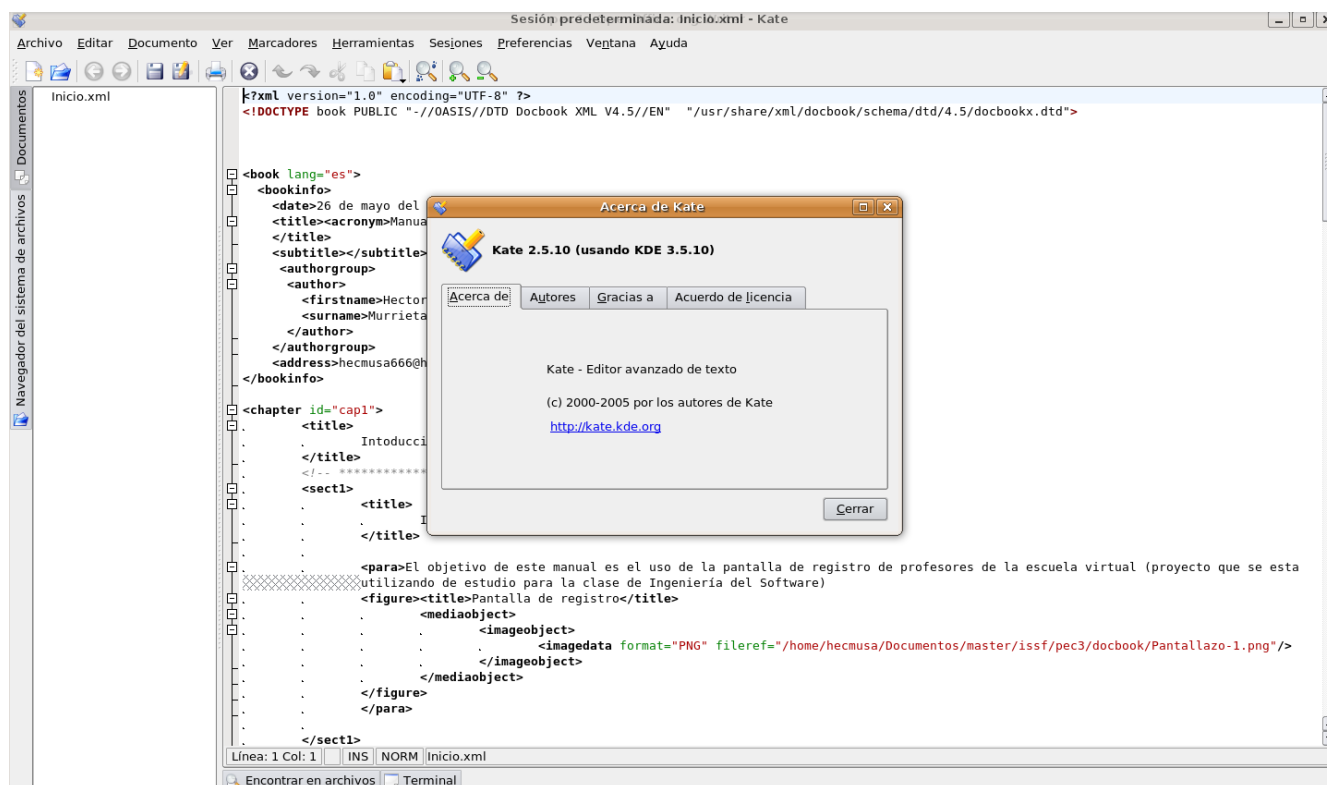 Sesión predeterminada: Inicio.xml - Kate
Archivo Editar Documento Ver Marcadores Herramientas Sesiones Preferencias Ventana Ayuda
Documentos
Navegador del sistema de archivos
Inicio.xml
<?xml version="1.0" encoding="UTF-8" ?>
<!DOCTYPE book PUBLIC "-//OASIS//DTD Docbook XML V4.5//EN" "/usr/share/xml/docbook/schema/dtd/4.5/docbookx.dtd">
<book lang="es">
<bookinfo>
<date>26 de mayo del
<title><acronym>Manua
</title>
<subtitle></subtitle>
<authorgroup>
<author>
<firstname>Hector
<surname>Murrieta
</author>
</authorgroup>
<address>hecmusa666@h
</bookinfo>
<chapter id="cap1">
<title>
Intoducci
</title>
<!-- ************
<sect1>
<title>
I
</title>
<para>El objetivo de este manual es el uso de la pantalla de registro de profesores de la escuela virtual (proyecto que se esta
utilizando de estudio para la clase de Ingeniería del Software)
<figure><title>Pantalla de registro</title>
<mediaobject>
<imageobject>
<imagedata format="PNG" fileref="/home/hecmusa/Documentos/master/issf/pec3/docbook/Pantallazo-1.png"/>
</imageobject>
</mediaobject>
</figure>
</para>
</sect1>
Acerca de Kate
Kate 2.5.10 (usando KDE 3.5.10)
Acerca de Autores Gracias a Acuerdo de licencia
Kate - Editor avanzado de texto
(c) 2000-2005 por los autores de Kate
http://kate.kde.org
Cerrar
Línea: 1 Col: 1 INS NORM Inicio.xml
Encontrar en archivos Terminal